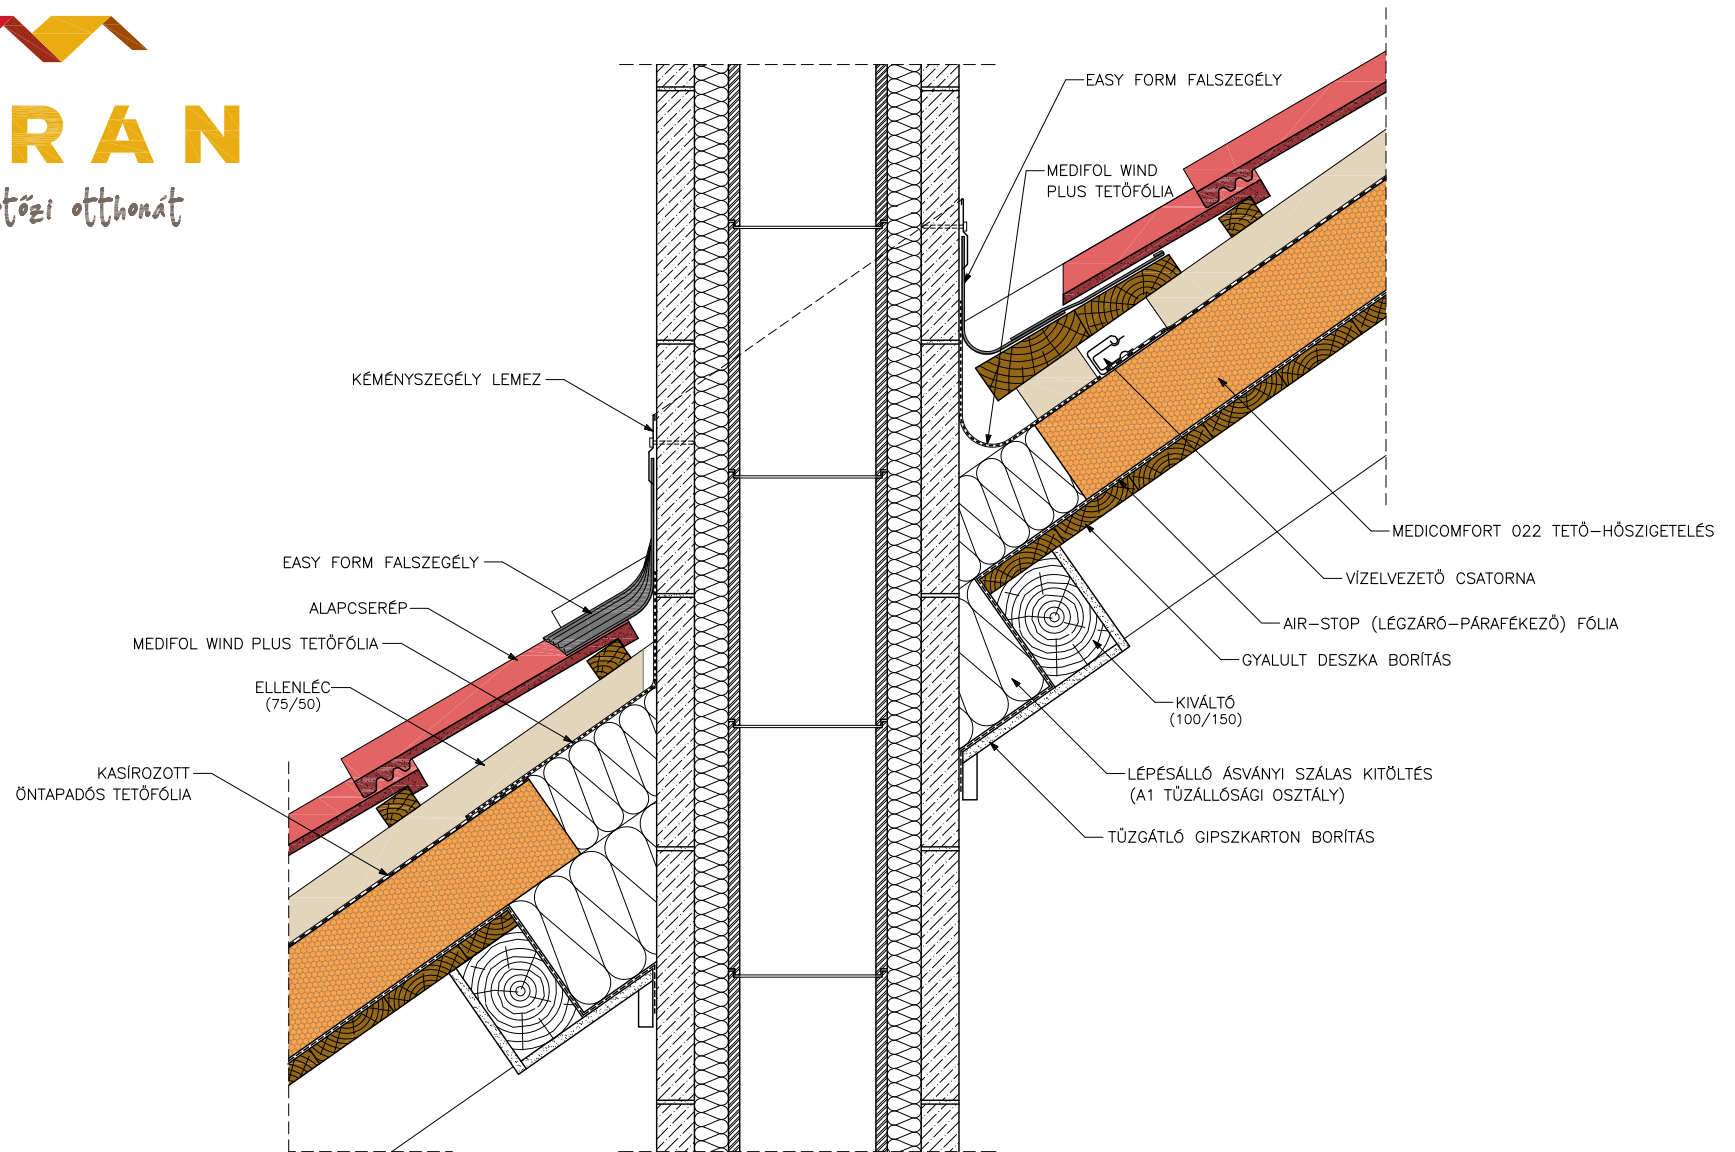 RÁN
otthonát
EASY FORM FALSZEGÉLY
MEDIFOL WIND
PLUS TETŐFÓLIA
KÉMÉNYSZEGÉLY LEMEZ
EASY FORM FALSZEGÉLY
ALAPCSERÉP
MEDIFOL WIND PLUS TETŐFÓLIA
ELLENLÉC
(75/50)
KASÍROZOTT
ÖNTAPADÓS TETŐFÓLIA
MEDICOMFORT 022 TETŐ-HŐSZIGETELÉS
VÍZELVEZETŐ CSATORNA
AIR-STOP (LÉGZÁRÓ-PÁRAFÉKEZŐ) FÓLIA
GYALULT DESZKA BORÍTÁS
KIVÁLTÓ
(100/150)
LÉPÉSÁLLÓ ÁSVÁNYI SZÁLAS KITÖLTÉS
(A1 TŰZÁLLÓSÁGI OSZTÁLY)
TŰZGÁTLÓ GIPSZKARTON BORÍTÁS